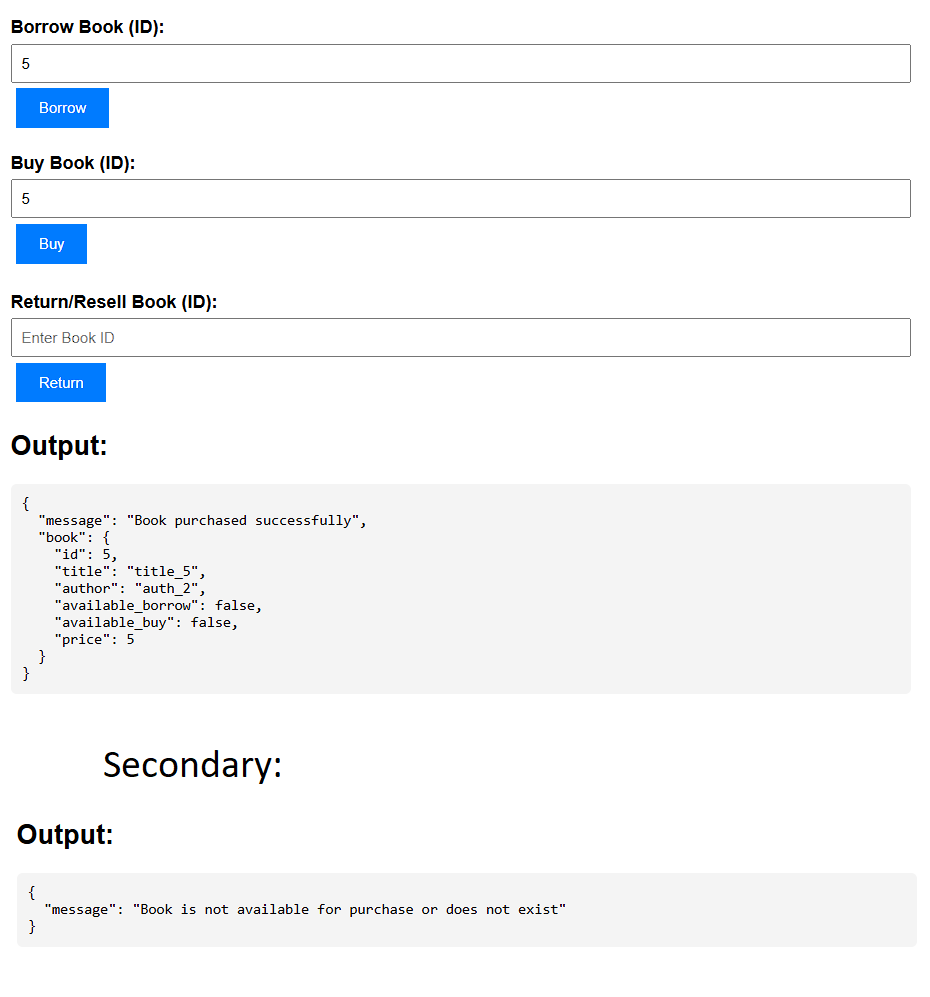 Borrow Book (ID):
5
Borrow
Buy Book (ID):
5
Buy
Return/Resell Book (ID):
Enter Book ID
Return
Output:
{
  "message": "Book purchased successfully",
  "book": {
    "id": 5,
    "title": "title_5",
    "author": "auth_2",
    "available_borrow": false,
    "available_buy": false,
    "price": 5
  }
}
Secondary:
Output:
{
  "message": "Book is not available for purchase or does not exist"
}